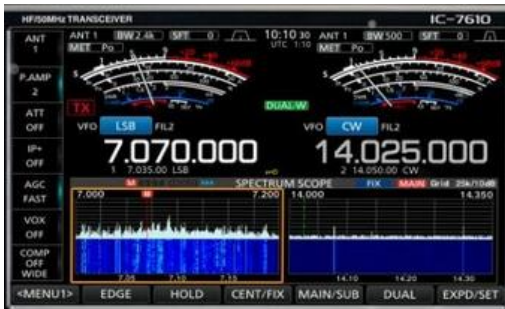 HF/50MHz TRANSCEIVER IC-7610
ANT 1 BW 2.4k SFT 0 10:10 30 ANT 1 BW 500 SFT 0
MET Po UTC 1:10 MET Po
ANT
1
P.AMP
2
ATT
OFF
IP+
OFF
AGC
FAST
VOX
OFF
COMP
OFF
WIDE
TX DUAL-W
VFO LSB FIL2 VFO CW FIL2
7.070.000 14.025.000
1 7.035.00 LSB 2 14.050.00 CW
SPECTRUM SCOPE FIX MAIN Grid 25k/10dB
7.000 7.200 14.000 14.350
7.05 7.10 7.15 14.10 14.20 14.30
<MENU1> EDGE HOLD CENT/FIX MAIN/SUB DUAL EXPD/SET